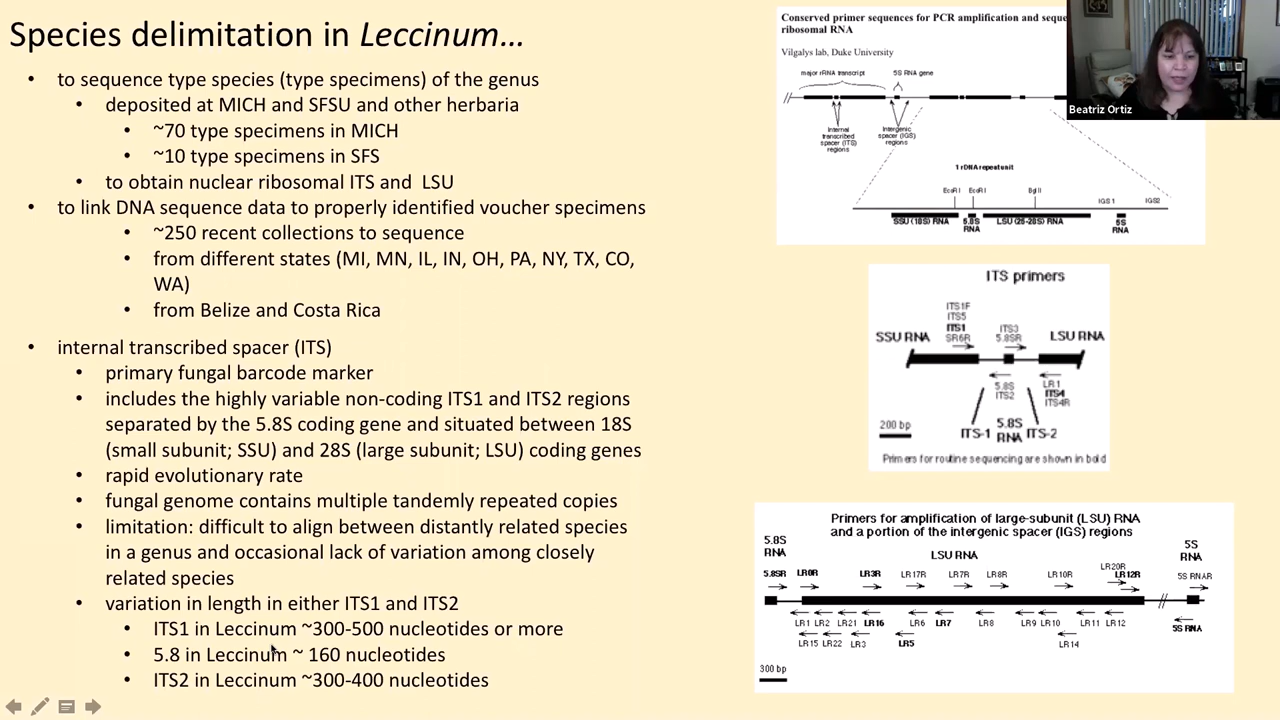 Species delimitation in Leccinum…
• to sequence type species (type specimens) of the genus
• deposited at MICH and SFSU and other herbaria
• ~70 type specimens in MICH
• ~10 type specimens in SFS
• to obtain nuclear ribosomal ITS and LSU
• to link DNA sequence data to properly identified voucher specimens
• ~250 recent collections to sequence
• from different states (MI, MN, IL, IN, OH, PA, NY, TX, CO,
WA)
• from Belize and Costa Rica
• internal transcribed spacer (ITS)
• primary fungal barcode marker
• includes the highly variable non-coding ITS1 and ITS2 regions
separated by the 5.8S coding gene and situated between 18S
(small subunit; SSU) and 28S (large subunit; LSU) coding genes
• rapid evolutionary rate
• fungal genome contains multiple tandemly repeated copies
• limitation: difficult to align between distantly related species
in a genus and occasional lack of variation among closely
related species
• variation in length in either ITS1 and ITS2
• ITS1 in Leccinum ~300-500 nucleotides or more
• 5.8 in Leccinum ~ 160 nucleotides
• ITS2 in Leccinum ~300-400 nucleotides
Conserved primer sequences for PCR amplification and seque
ribosomal RNA
Vilgalys lab, Duke University
major rRNA transcript 5S RNA gene
Internal
transcribed
spacer (ITS)
regions
Intergenic
spacer (IGS)
regions
1 rDNA repeat unit
EcoR I EcoR I Bgl II
IGS 1 IGS2
SSU (18S) RNA 5.8S RNA LSU (25-28S) RNA 5S RNA
Beatriz Ortiz
ITS primers
ITS1F
ITS5
ITS1
SR6R
ITS3
5.8SR
SSU RNA LSU RNA
5.8S
ITS2
LR1
ITS4
ITS4R
200 bp
ITS-1 5.8S RNA ITS-2
Primers for routine sequencing are shown in bold
Primers for amplification of large-subunit (LSU) RNA
and a portion of the intergenic spacer (IGS) regions
5.8S
RNA
LSU RNA
5S
RNA
5.8SR LR0R LR3R LR17R LR7R LR8R LR10R LR20R LR12R 5S RNAR
LR1 LR2 LR21 LR16 LR6 LR7 LR8 LR9 LR10 LR11 LR12 5S RNA
LR15 LR22 LR3 LR5 LR14
300 bp